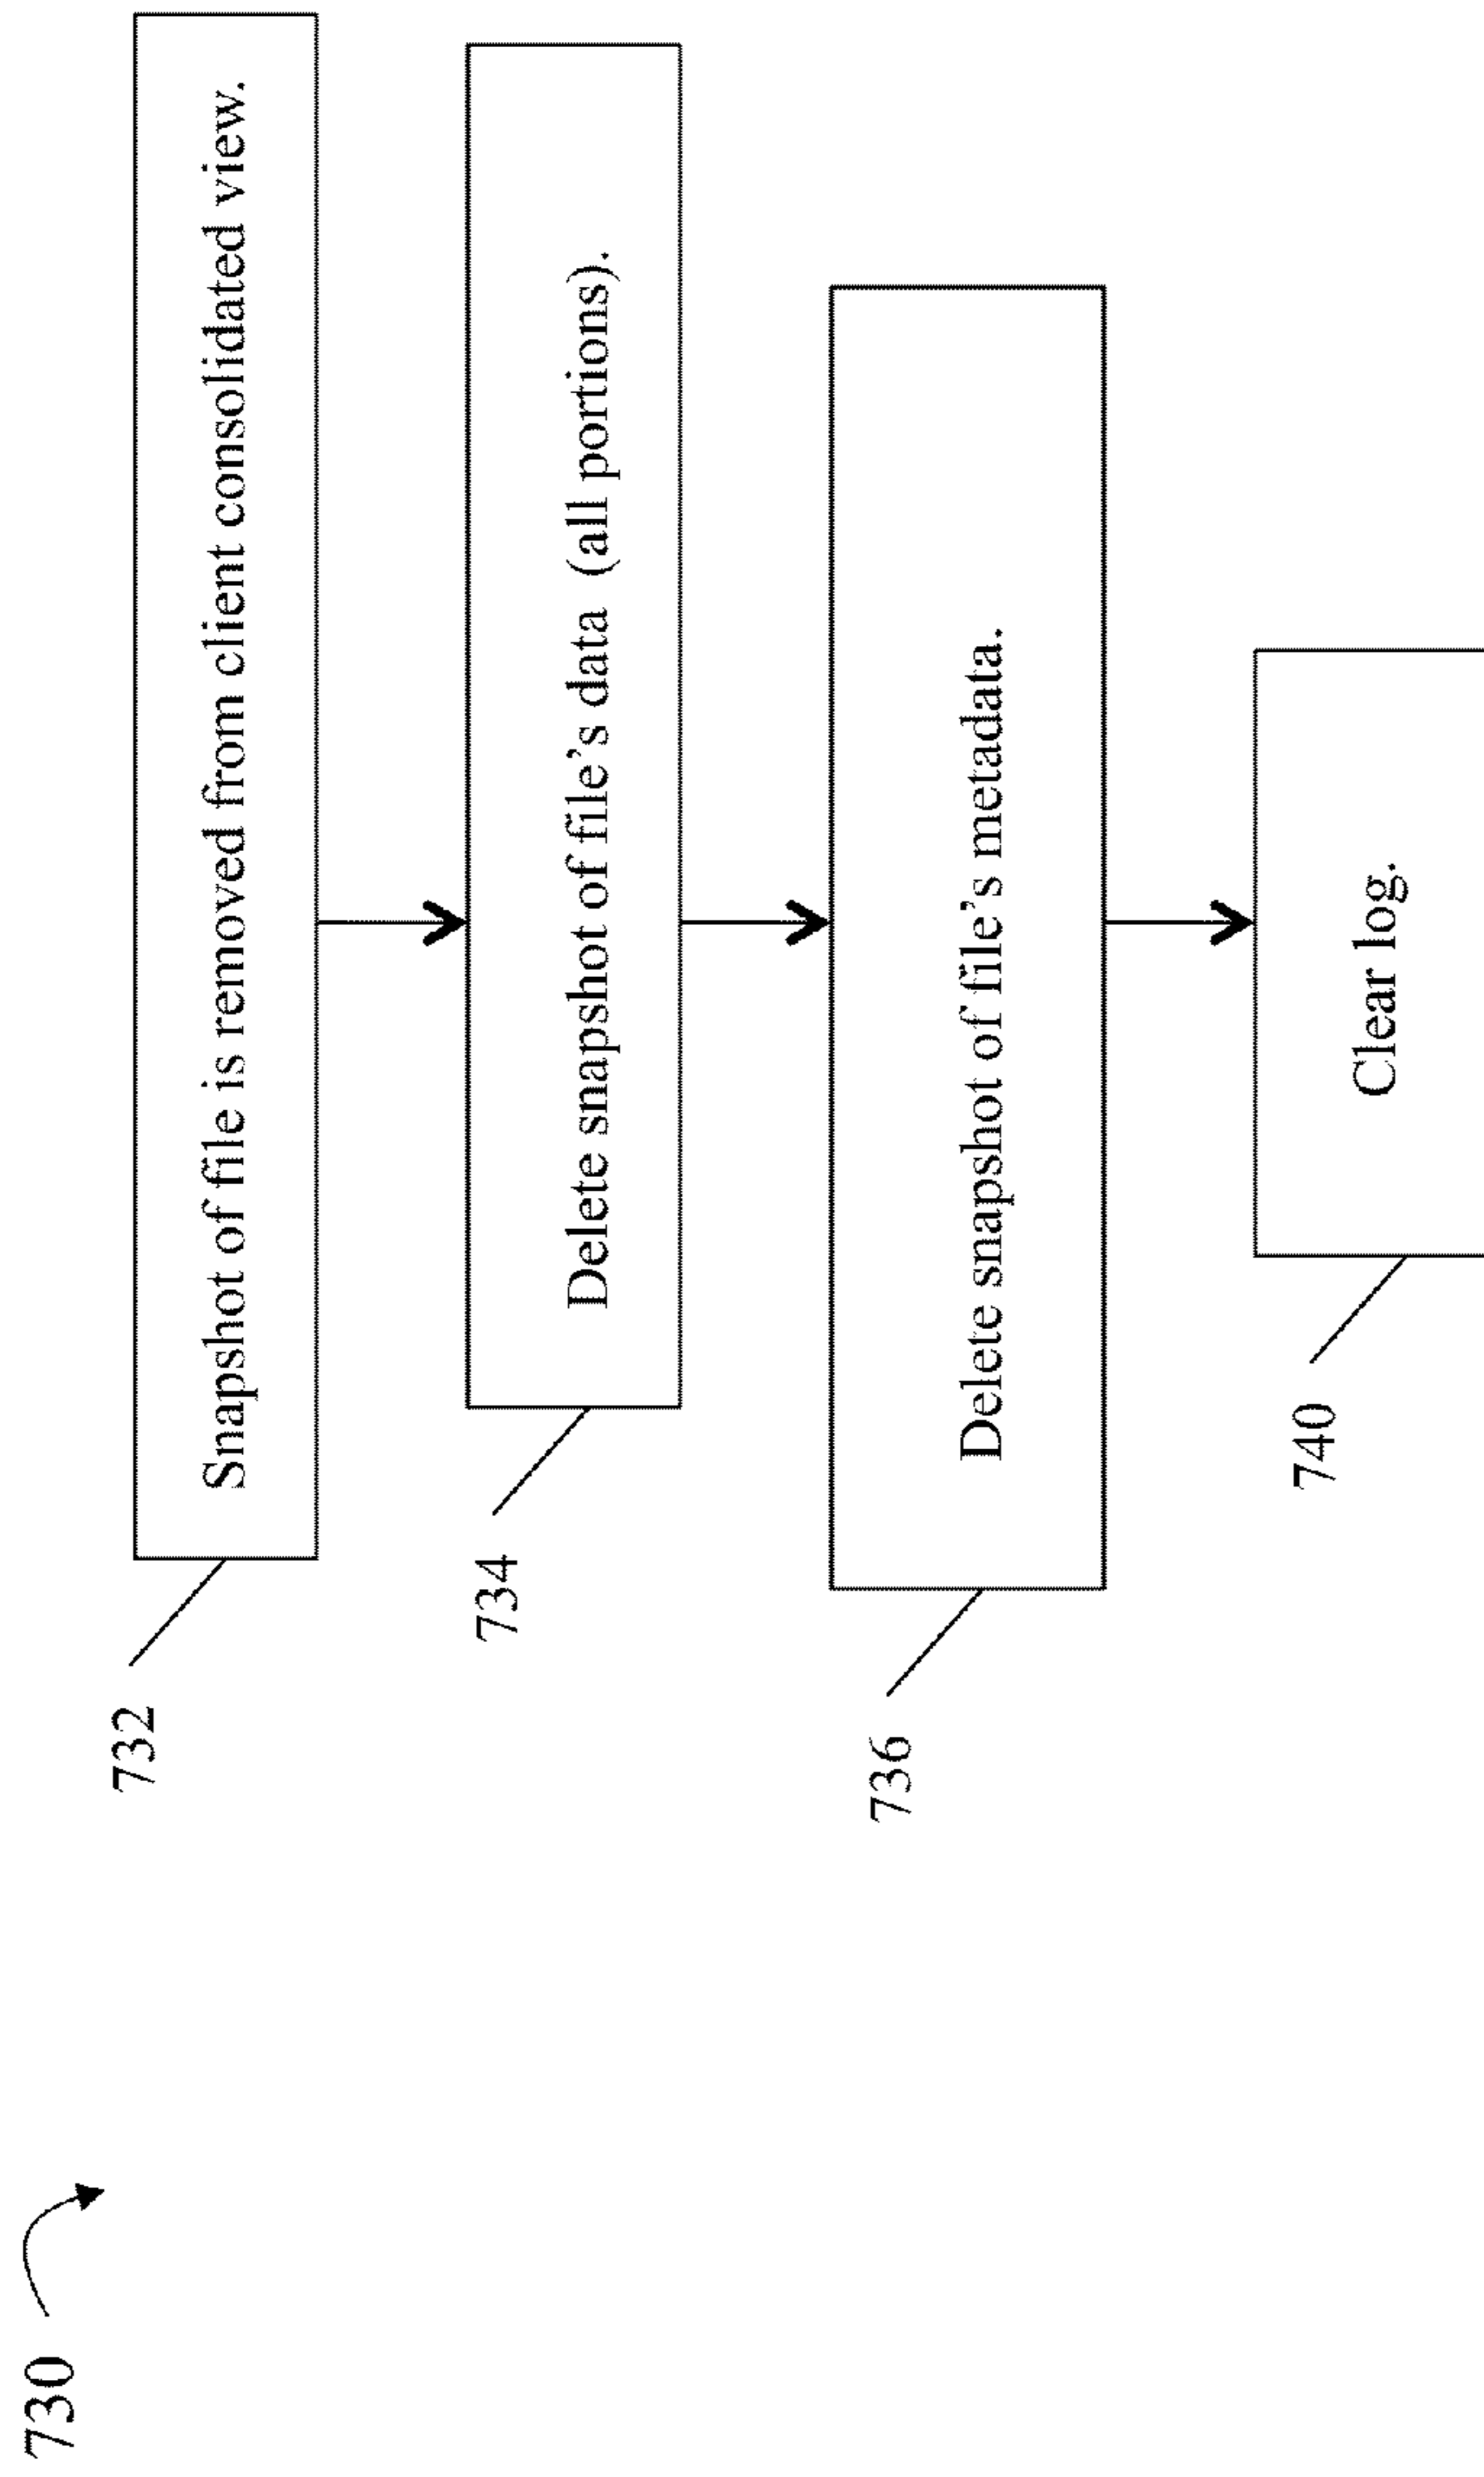 730
732
Snapshot of file is removed from client consolidated view.
734
Delete snapshot of file’s data (all portions).
736
Delete snapshot of file’s metadata.
740
Clear log.